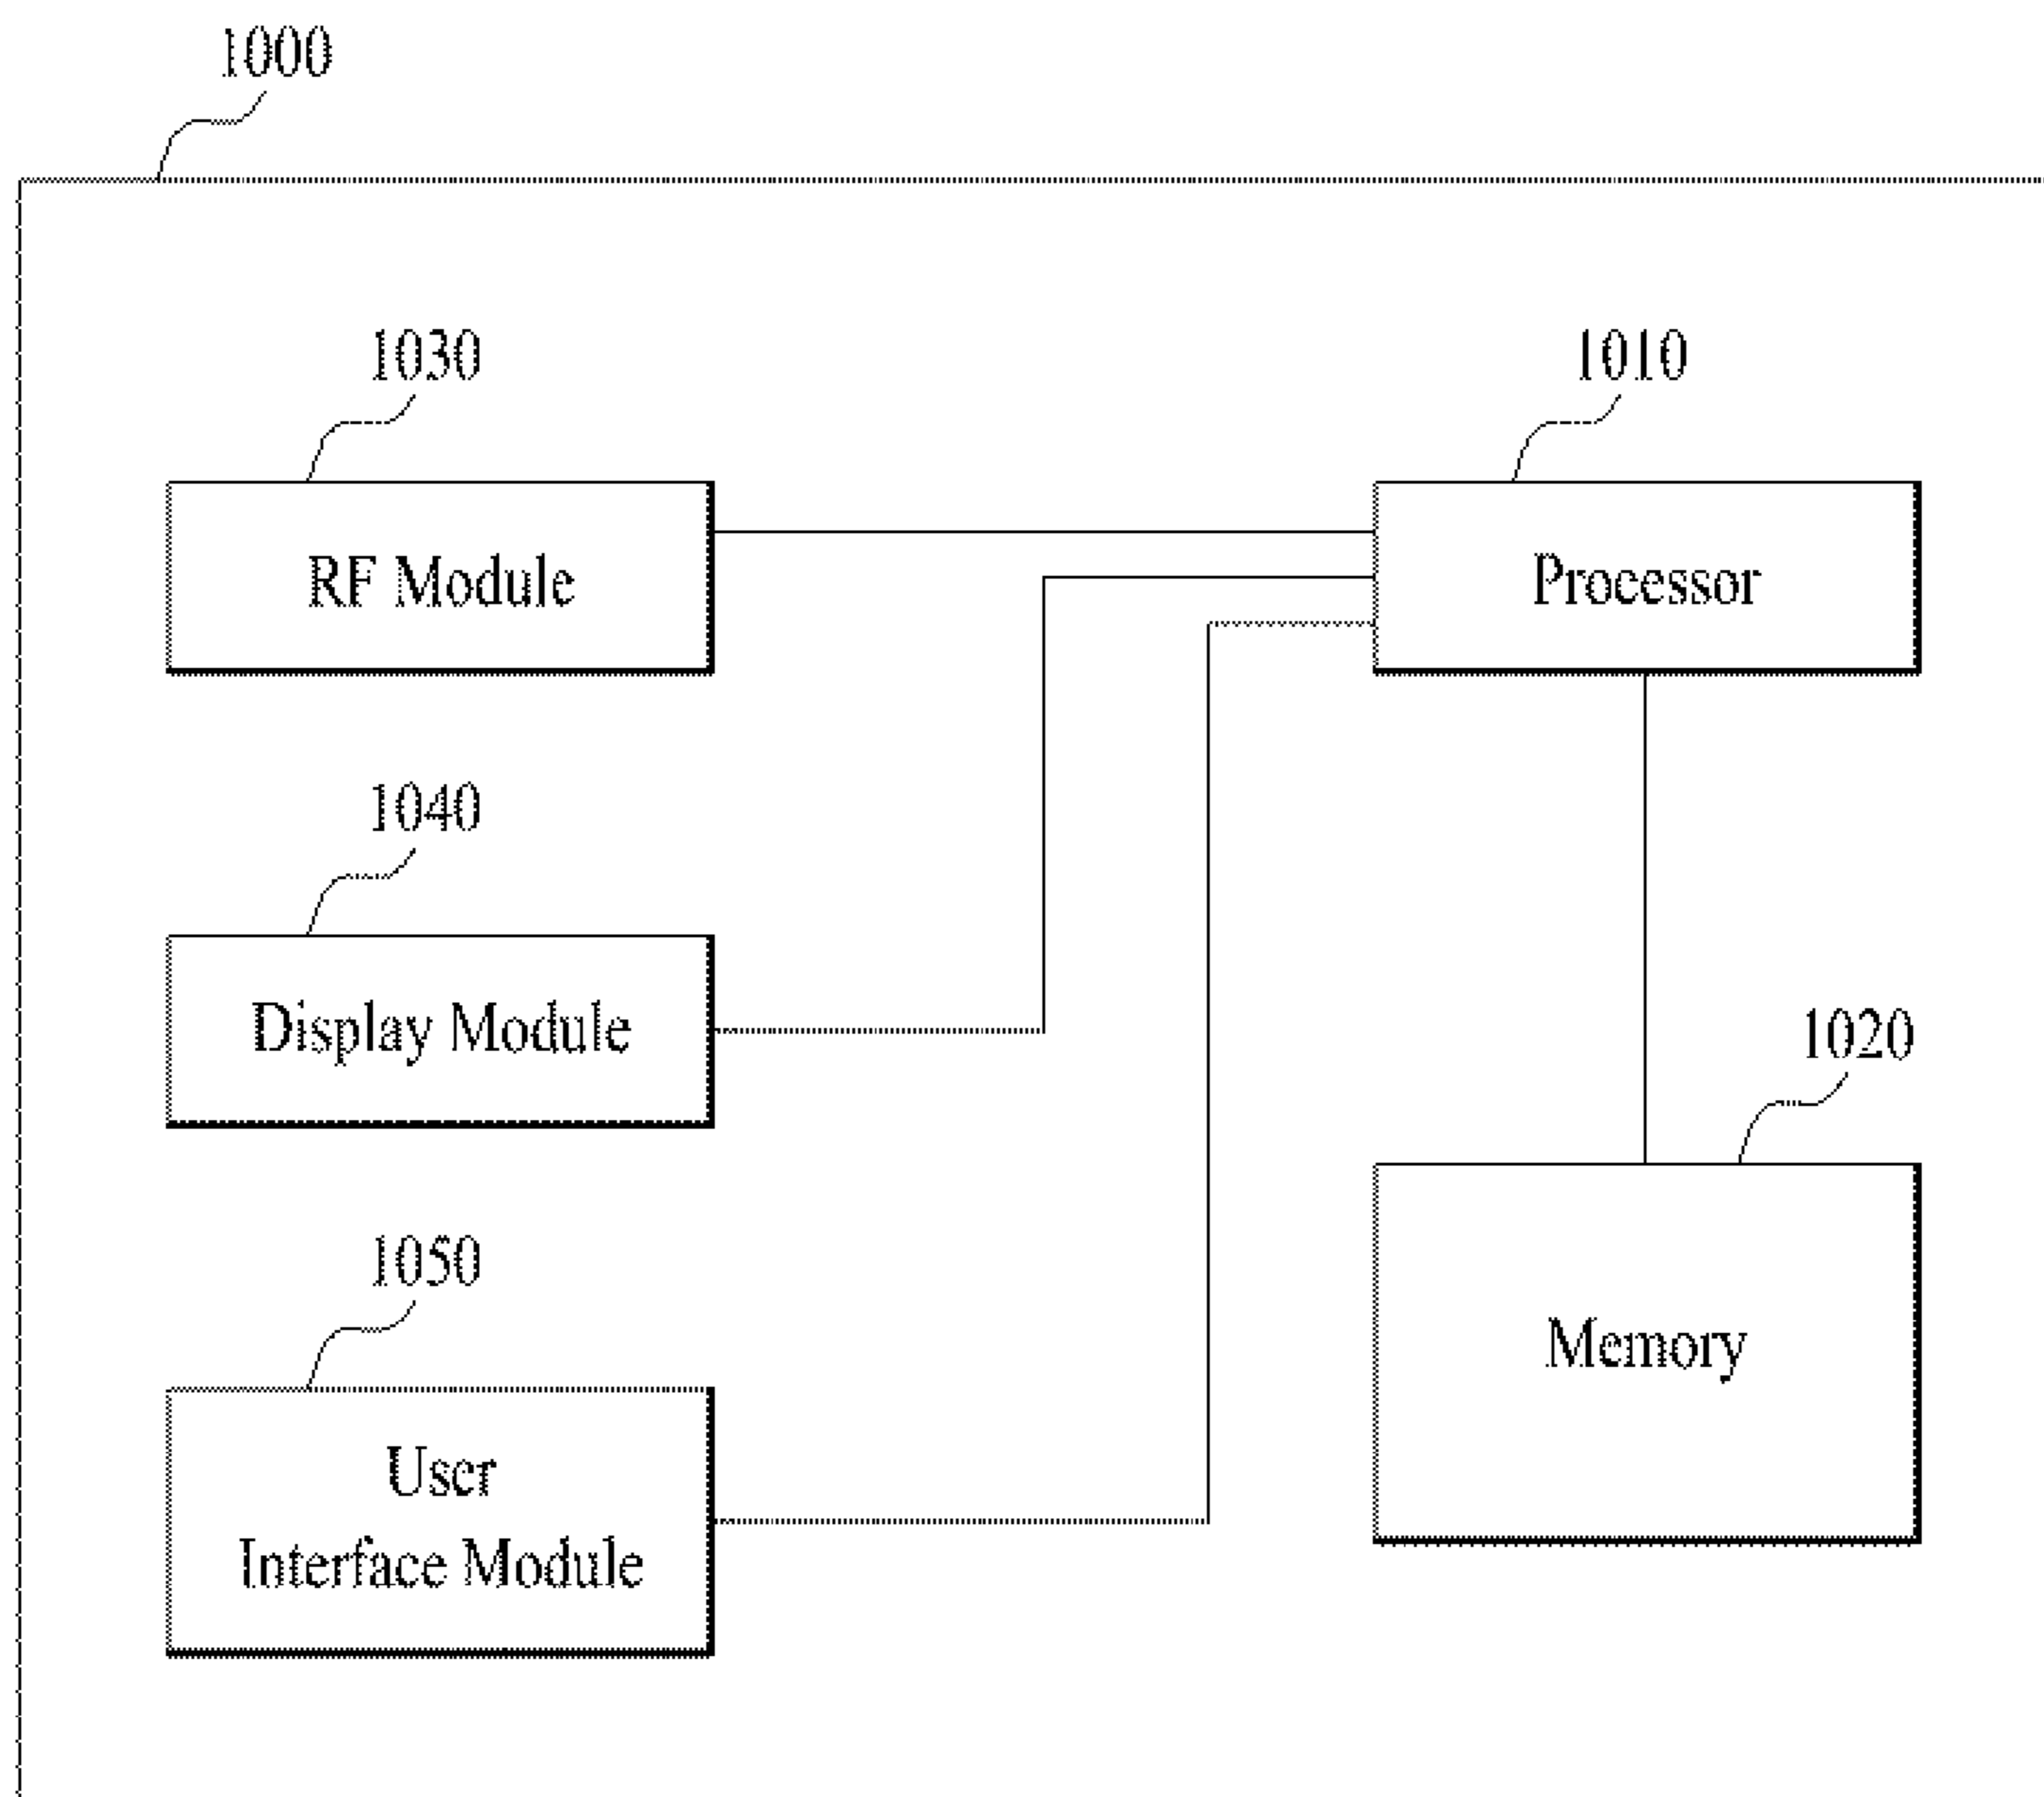 1000
1030
1010
RF Module
Processor
1040
Display Module
1020
1050
Memory
User
Interface Module